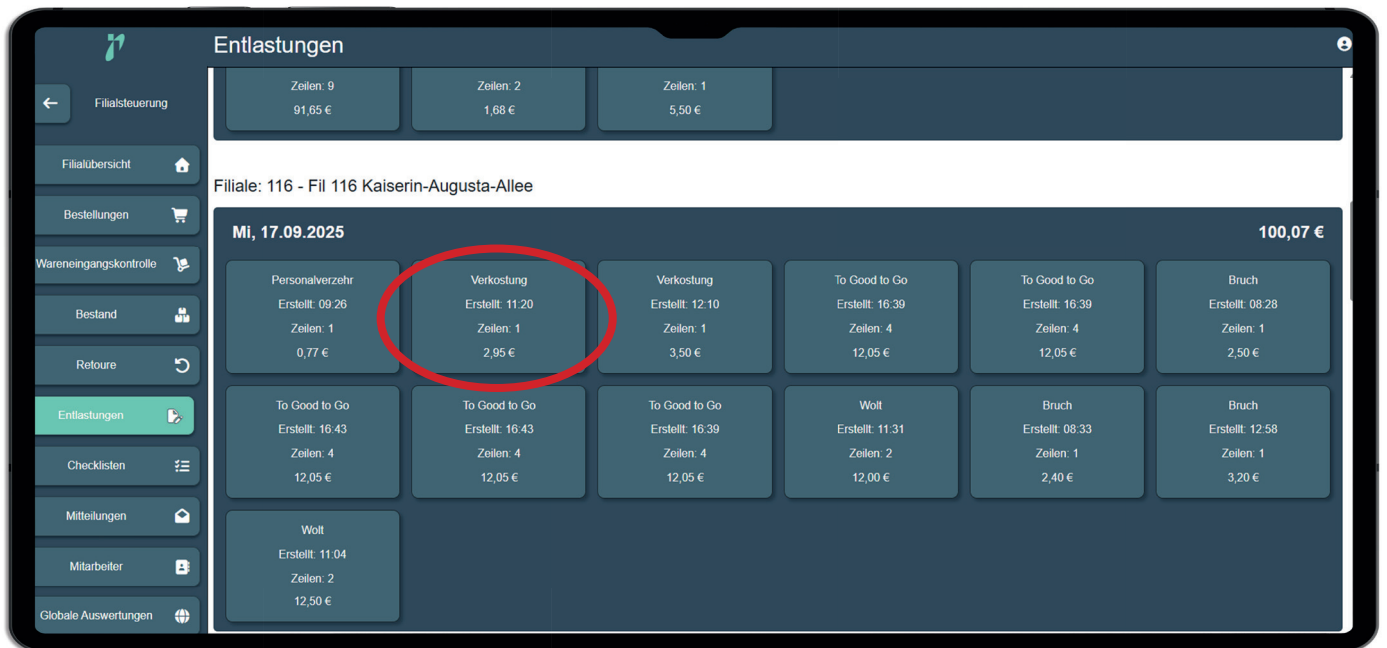 Entlastungen
Filialsteuerung
Filialübersicht
Bestellungen
Wareneingangskontrolle
Bestand
Retoure
Entlastungen
Checklisten
Mitteilungen
Mitarbeiter
Globale Auswertungen
Zeilen: 9
91,65 €
Zeilen: 2
1,68 €
Zeilen: 1
5,50 €
Filiale: 116 - Fil 116 Kaiserin-Augusta-Allee
Mi, 17.09.2025
100,07 €
Personalverzehr
Erstellt: 09:26
Zeilen: 1
0,77 €
Verkostung
Erstellt: 11:20
Zeilen: 1
2,95 €
Verkostung
Erstellt: 12:10
Zeilen: 1
3,50 €
To Good to Go
Erstellt: 16:39
Zeilen: 4
12,05 €
To Good to Go
Erstellt: 16:39
Zeilen: 4
12,05 €
Bruch
Erstellt: 08:28
Zeilen: 1
2,50 €
To Good to Go
Erstellt: 16:43
Zeilen: 4
12,05 €
To Good to Go
Erstellt: 16:43
Zeilen: 4
12,05 €
To Good to Go
Erstellt: 16:39
Zeilen: 4
12,05 €
Wolt
Erstellt: 11:31
Zeilen: 2
12,00 €
Bruch
Erstellt: 08:33
Zeilen: 1
2,40 €
Bruch
Erstellt: 12:58
Zeilen: 1
3,20 €
Wolt
Erstellt: 11:04
Zeilen: 2
12,50 €